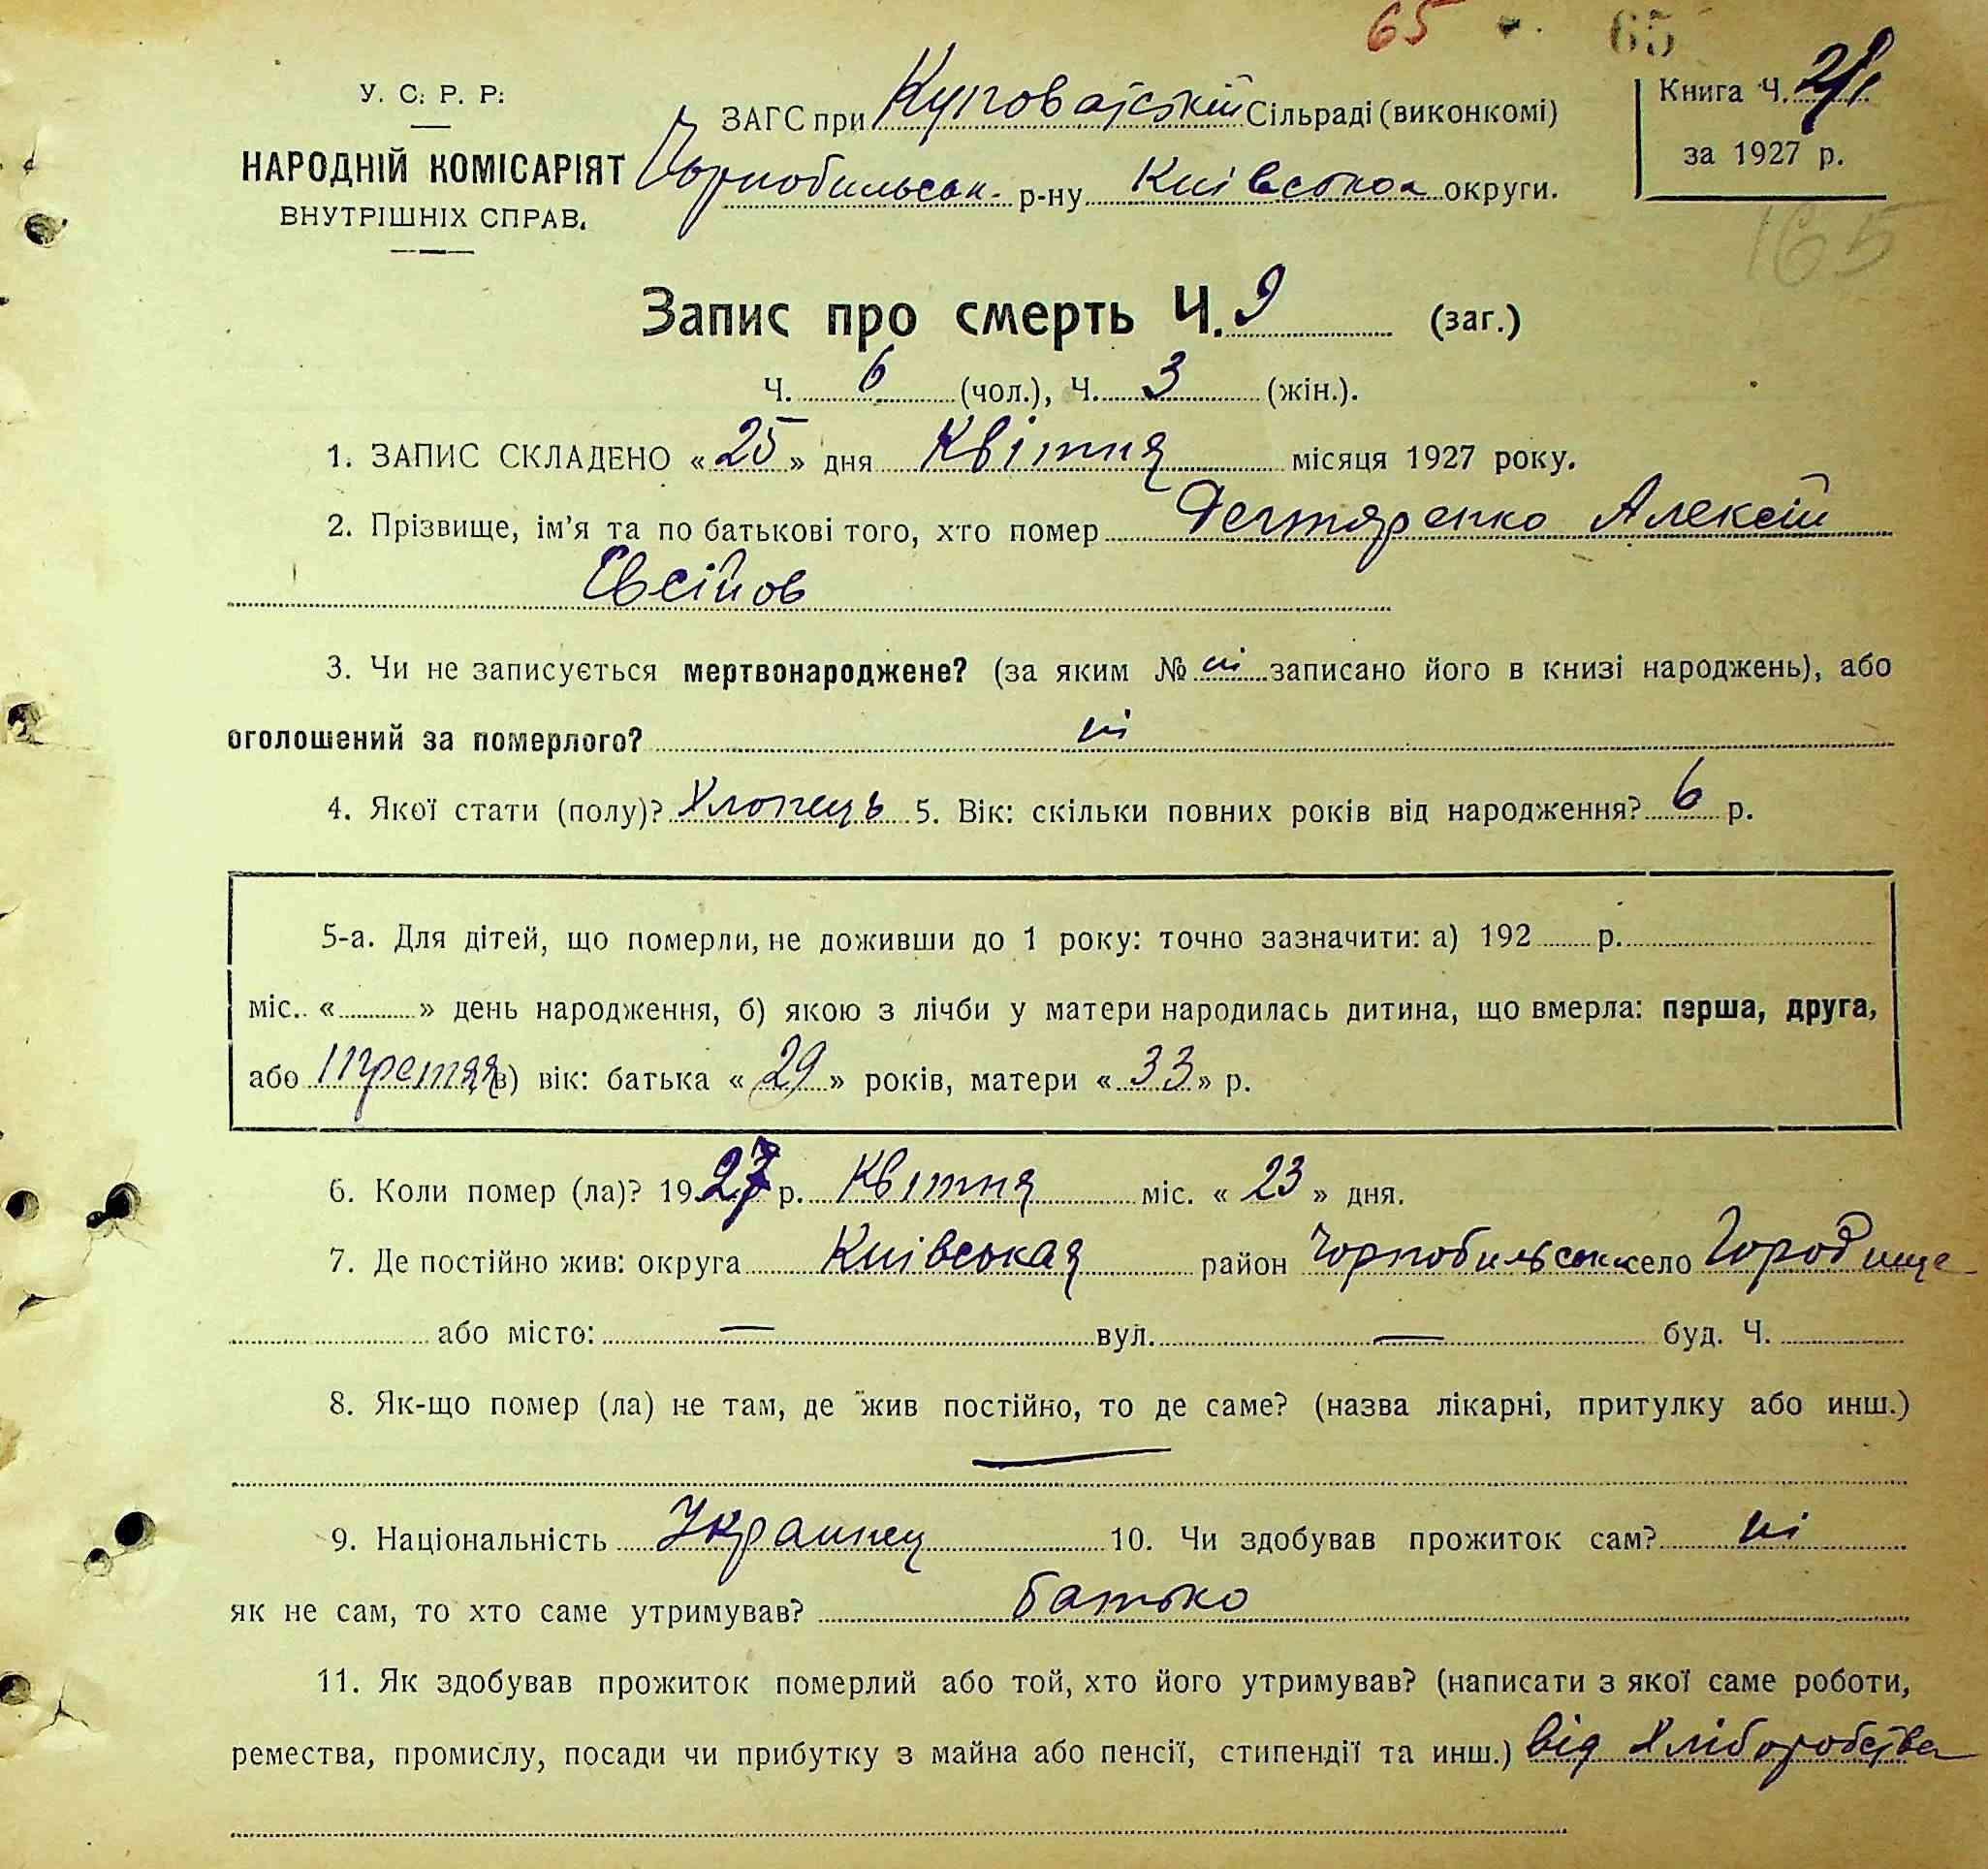 65 65
У. С. Р. Р.
НАРОДНІЙ КОМІСАРІЯТ
ВНУТРІШНІХ СПРАВ.
ЗАГС при Куповатській Сільраді (виконкомі)
Чорнобильськ. р-ну Київської округи.
Книга Ч.
за 1927 р.
165
Запис про смерть Ч. 9 (заг.)
Ч. 6 (чол.), Ч. 3 (жін.).
1. ЗАПИС СКЛАДЕНО « 25 » дня Квітня місяця 1927 року.
2. Прізвище, ім'я та по батькові того, хто помер Дегтяренко Алексій
Євсійов
3. Чи не записується мертвонароджене? (за яким № ні записано його в книзі народжень), або
оголошений за померлого? ні
4. Якої стати (полу)? Хлопець 5. Вік: скільки повних років від народження? 6 р.
5-а. Для дітей, що померли, не доживши до 1 року: точно зазначити: а) 192 р.
міс. « » день народження, б) якою з лічби у матери народилась дитина, що вмерла: перша, друга,
або третяя в) вік: батька « 29 » років, матери « 33 » р.
6. Коли помер (ла)? 1927 р. Квітня міс. « 23 » дня.
7. Де постійно жив: округа Київськая район Чорнобильськ село Городище
або місто: — вул. — буд. Ч.
8. Як-що помер (ла) не там, де жив постійно, то де саме? (назва лікарні, притулку або инш.)
—
9. Національність Украинец 10. Чи здобував прожиток сам? ні
як не сам, то хто саме утримував? батько
11. Як здобував прожиток померлий або той, хто його утримував? (написати з якої саме роботи,
ремества, промислу, посади чи прибутку з майна або пенсії, стипендії та инш.) від Хліборобства